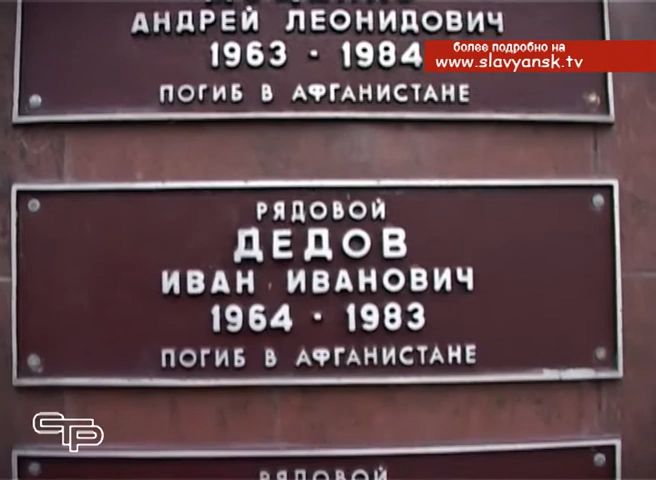 АНДРЕЙ ЛЕОНИДОВИЧ
1963 · 1984
ПОГИБ В АФГАНИСТАНЕ
более подробно на
www.slavyansk.tv
РЯДОВОЙ
ДЕДОВ
ИВАН ИВАНОВИЧ
1964 · 1983
ПОГИБ В АФГАНИСТАНЕ
СТР
РЯДОВОЙ